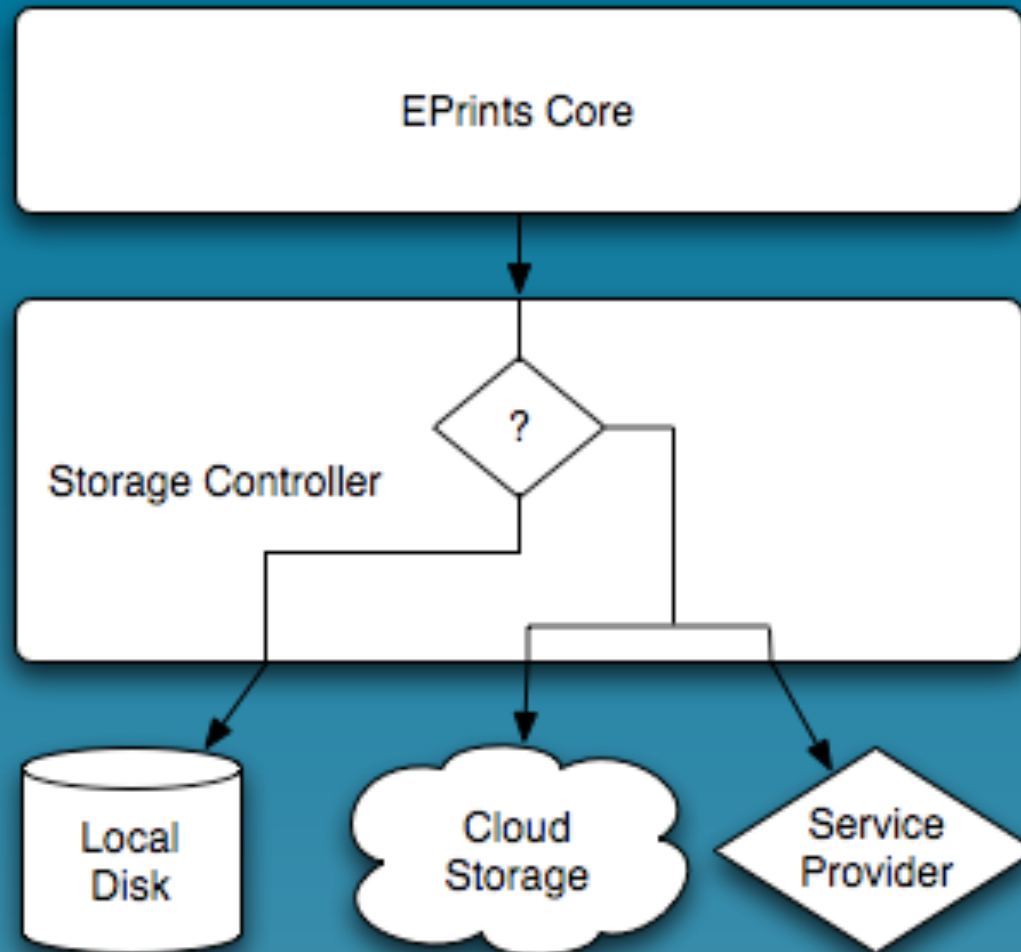 EPrints Core
?
Storage Controller
Local
Disk
Cloud
Storage
Service
Provider